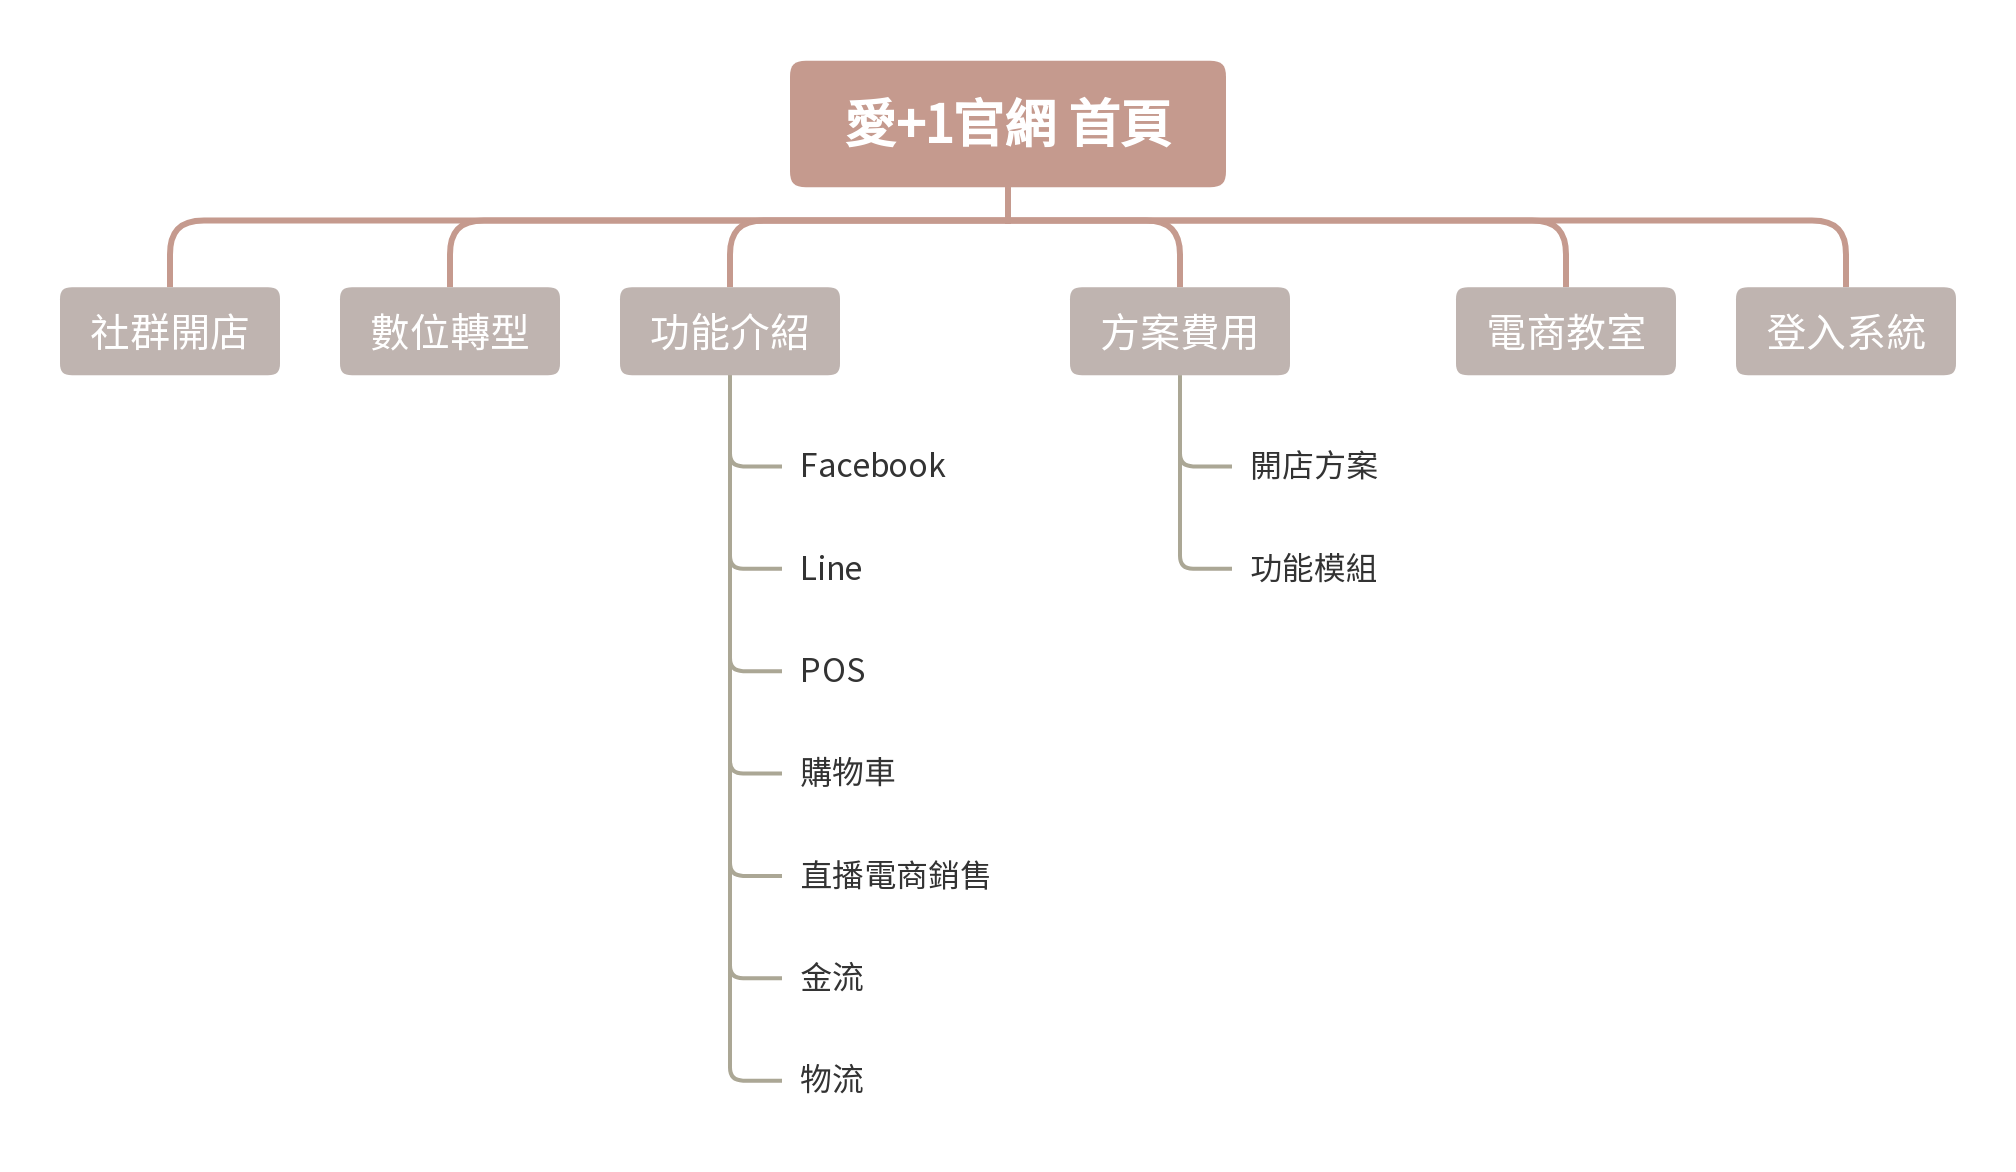 愛+1官網 首頁
社群開店
數位轉型
功能介紹
方案費用
電商教室
登入系統
Facebook
Line
POS
購物車
直播電商銷售
金流
物流
開店方案
功能模組